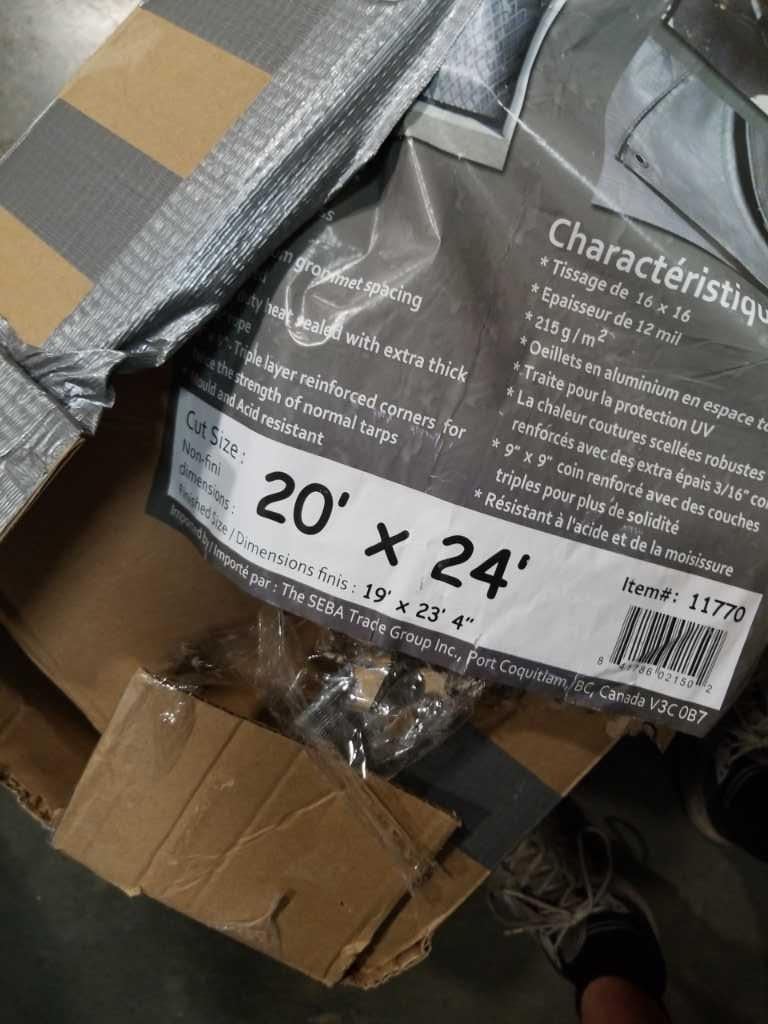 grommet spacing
duty heat sealed with extra thick
rope
Triple layer reinforced corners for
the strength of normal tarps
and Acid resistant
Caractéristiq
* Tissage de 16 x 16
* Epaisseur de 12 mil
* 215 g / m²
* Oeillets en aluminium en espace
* Traite pour la protection UV
* La chaleur coutures scellées robustes
renforcés avec des extra épais 3/16"
* 9" x 9" coin renforcé avec des couches
triples pour plus de solidité
* Résistant à l'acide et de la moisissure
Cut Size :
Non-fini
dimensions :
20' x 24'
Finished Size / Dimensions finis : 19' x 23' 4"
Item#: 11770
Imported by / Importé par : The SEBA Trade Group Inc., Port Coquitlam, BC, Canada V3C 0B7